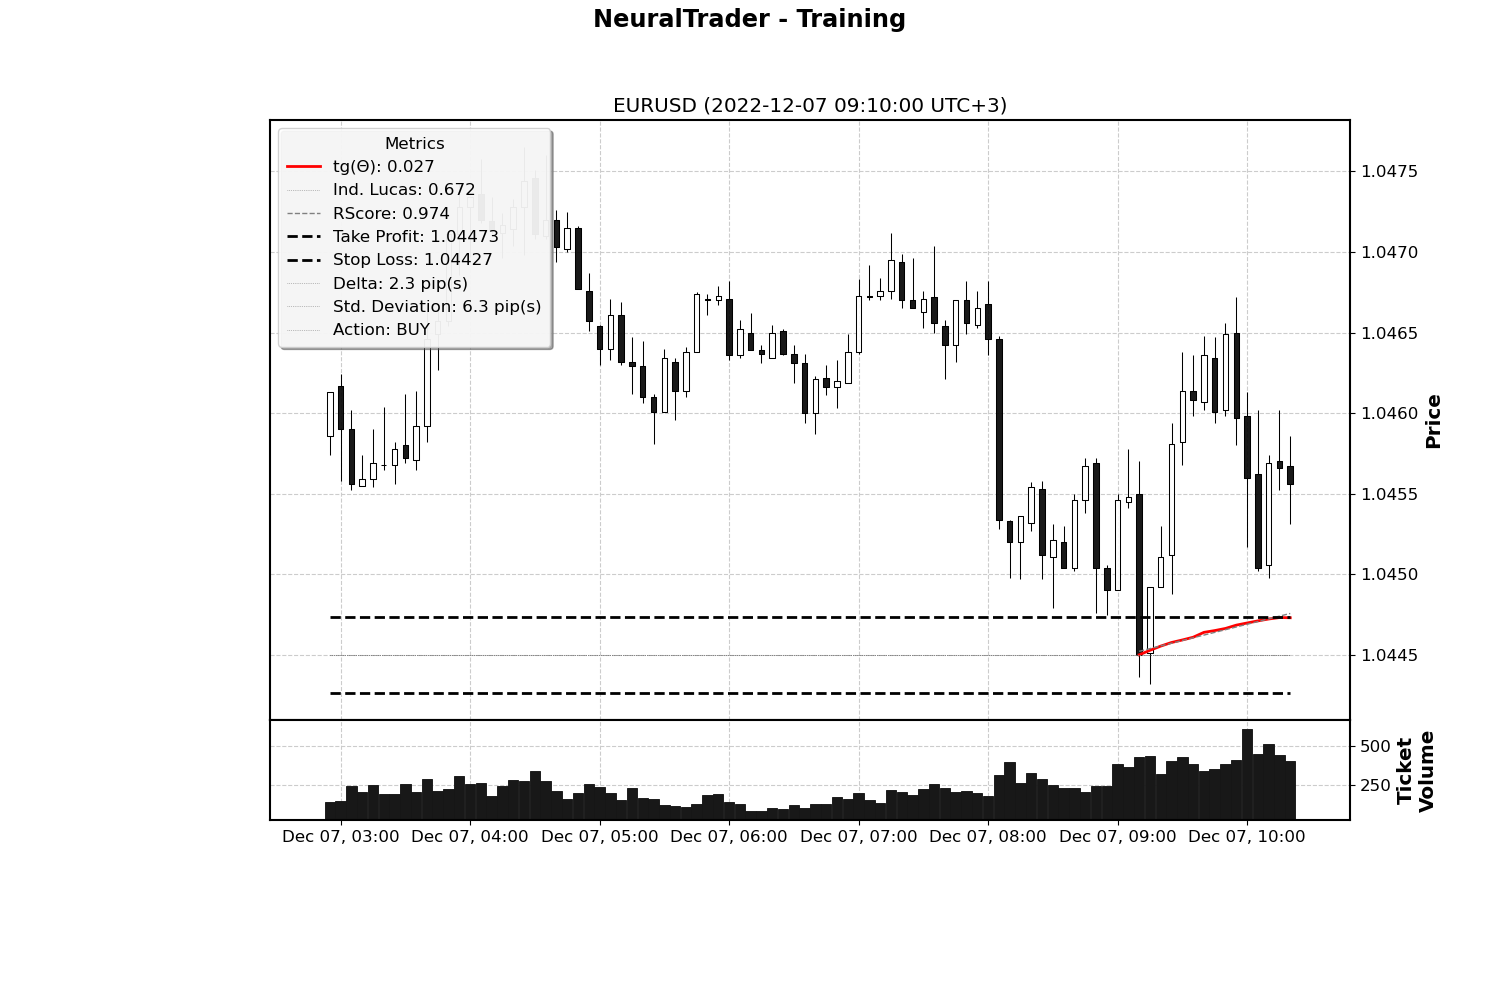 NeuralTrader - Training
EURUSD (2022-12-07 09:10:00 UTC+3)
Metrics
tg(Θ): 0.027
Ind. Lucas: 0.672
RScore: 0.974
Take Profit: 1.04473
Stop Loss: 1.04427
Delta: 2.3 pip(s)
Std. Deviation: 6.3 pip(s)
Action: BUY
1.0475
1.0470
1.0465
1.0460
1.0455
1.0450
1.0445
Price
500
250
Ticket
Volume
Dec 07, 03:00 Dec 07, 04:00 Dec 07, 05:00 Dec 07, 06:00 Dec 07, 07:00 Dec 07, 08:00 Dec 07, 09:00 Dec 07, 10:00